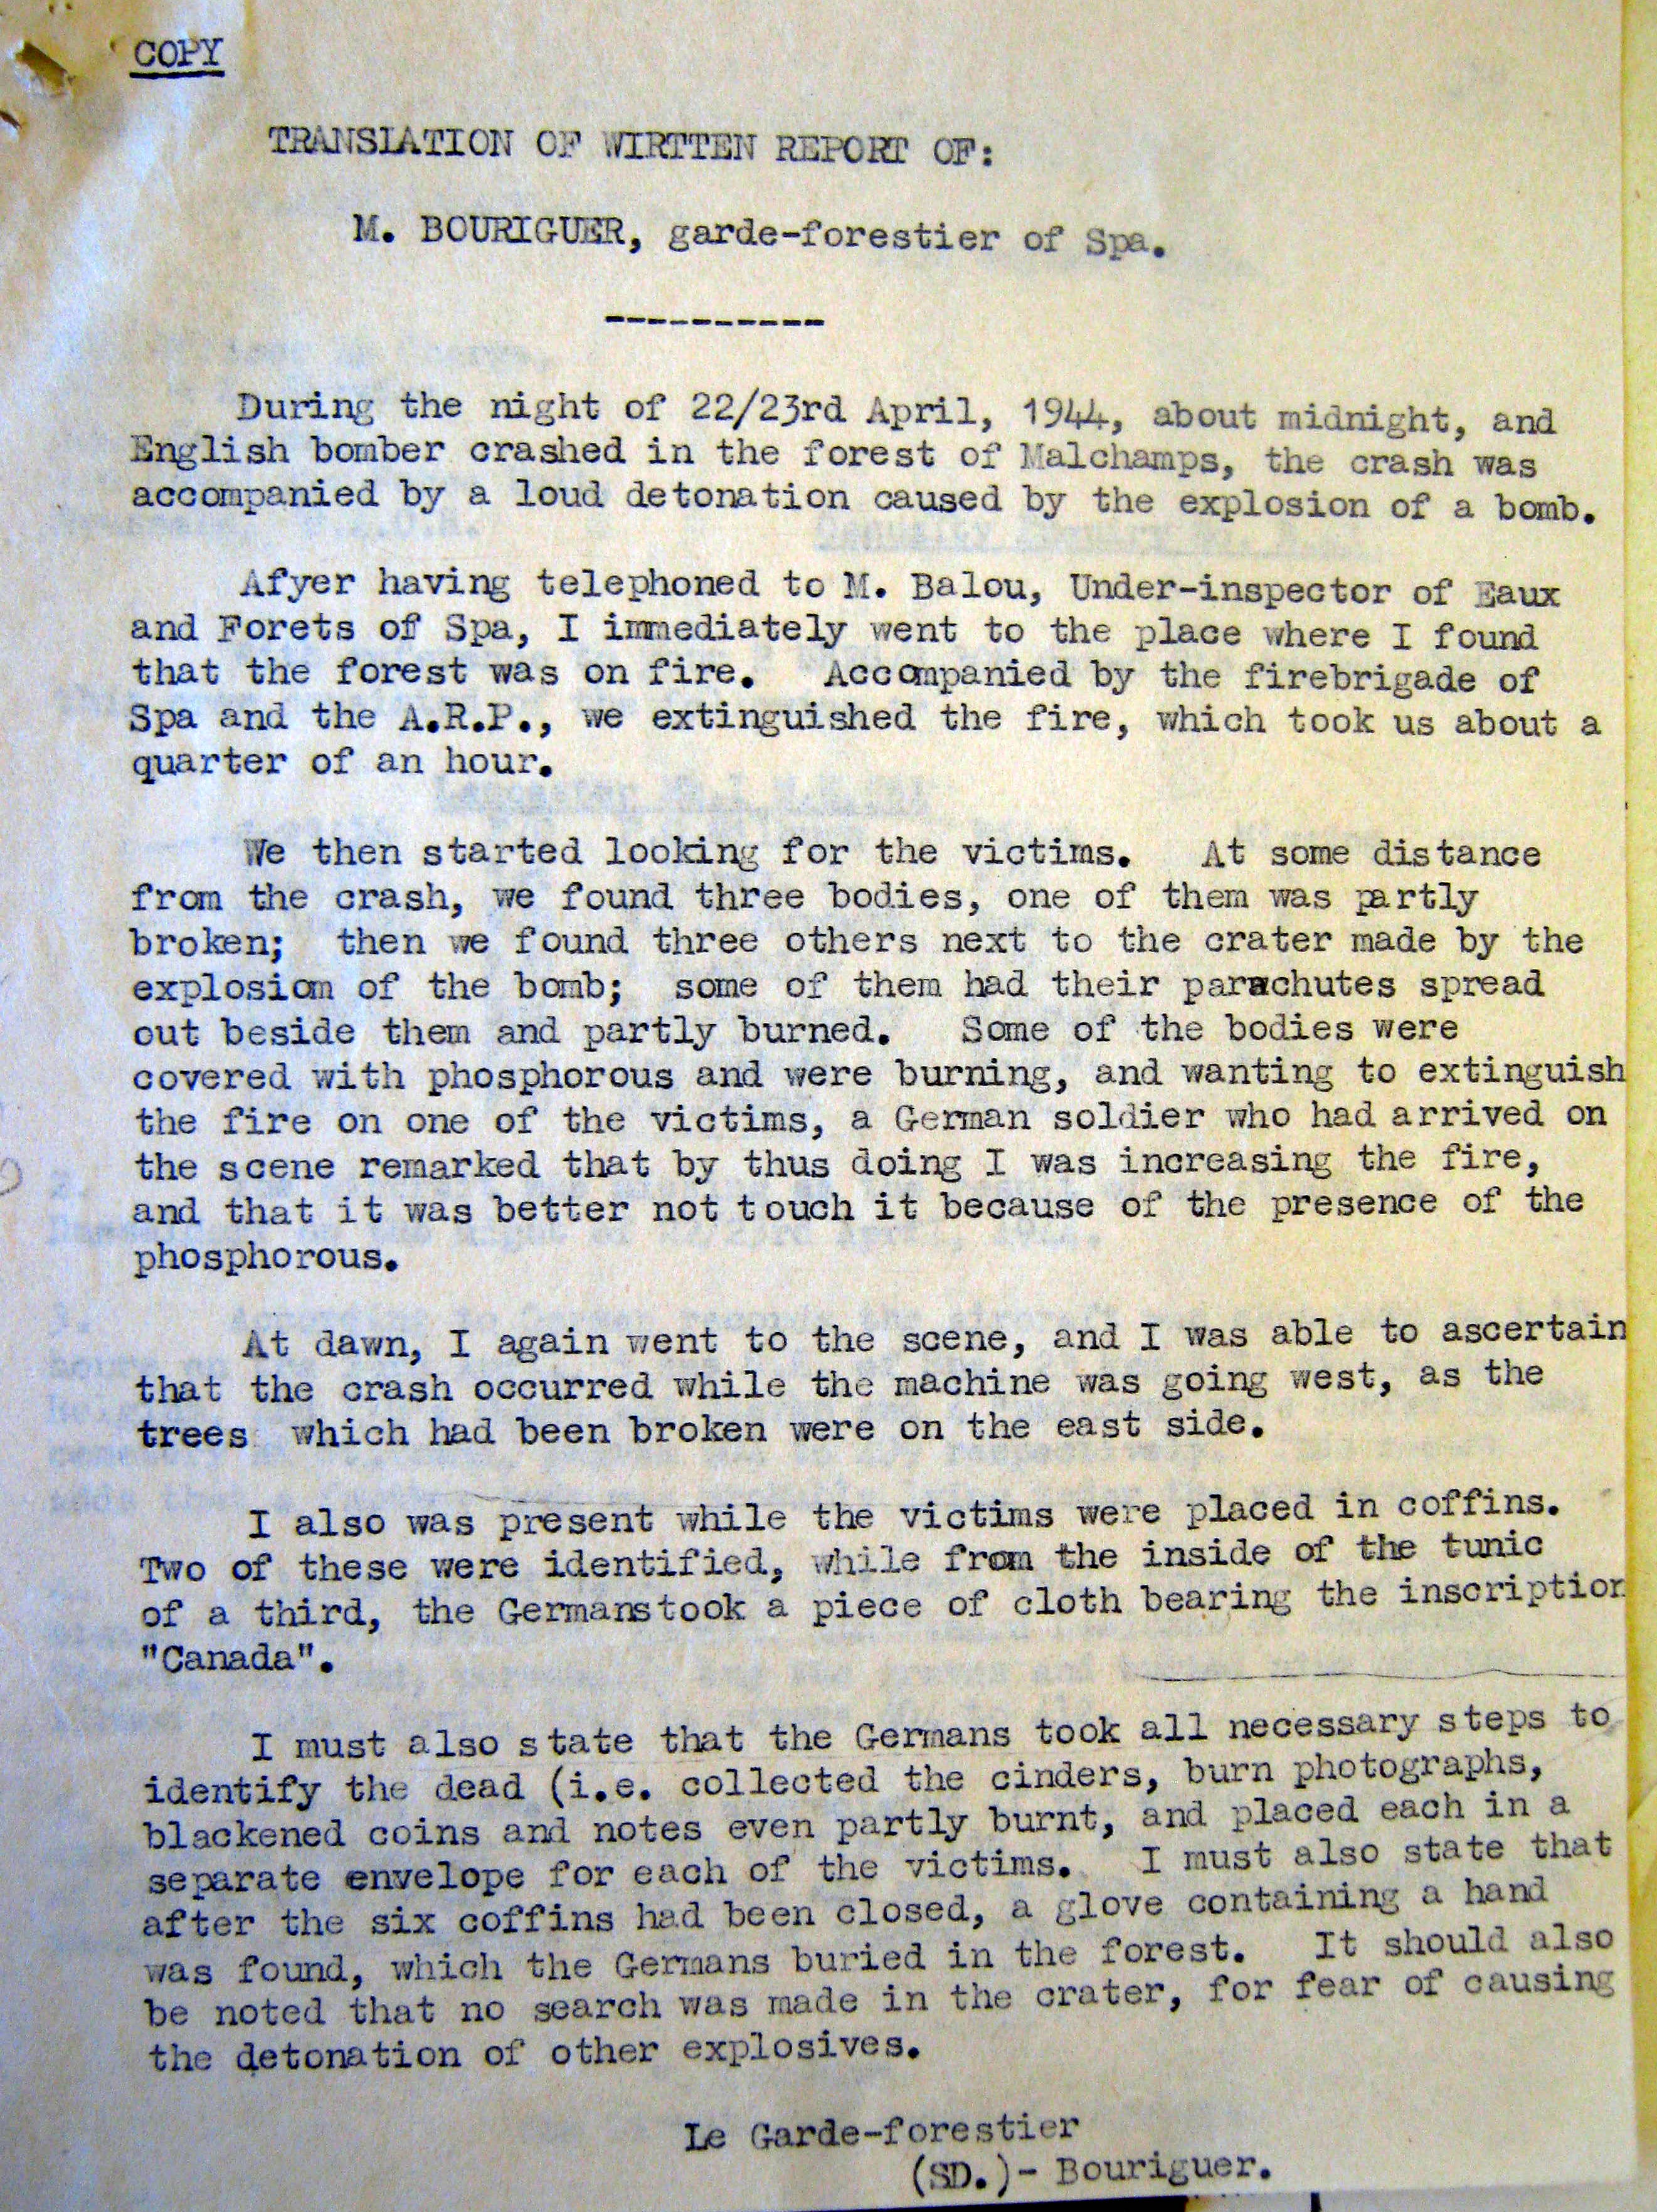 COPY
TRANSLATION OF WIRTTEN REPORT OF:
M. BOURIGUER, garde-forestier of Spa.
----------
During the night of 22/23rd April, 1944, about midnight, and
English bomber crashed in the forest of Malchamps, the crash was
accompanied by a loud detonation caused by the explosion of a bomb.
Afyer having telephoned to M. Balou, Under-inspector of Eaux
and Forets of Spa, I immediately went to the place where I found
that the forest was on fire. Accompanied by the firebrigade of
Spa and the A.R.P., we extinguished the fire, which took us about a
quarter of an hour.
We then started looking for the victims. At some distance
from the crash, we found three bodies, one of them was partly
broken; then we found three others next to the crater made by the
explosiom of the bomb; some of them had their parachutes spread
out beside them and partly burned. Some of the bodies were
covered with phosphorous and were burning, and wanting to extinguish
the fire on one of the victims, a German soldier who had arrived on
the scene remarked that by thus doing I was increasing the fire,
and that it was better not touch it because of the presence of the
phosphorous.
At dawn, I again went to the scene, and I was able to ascertain
that the crash occurred while the machine was going west, as the
trees which had been broken were on the east side.
I also was present while the victims were placed in coffins.
Two of these were identified, while from the inside of the tunic
of a third, the Germanstook a piece of cloth bearing the inscription
"Canada".
I must also state that the Germans took all necessary steps to
identify the dead (i.e. collected the cinders, burn photographs,
blackened coins and notes even partly burnt, and placed each in a
separate envelope for each of the victims. I must also state that
after the six coffins had been closed, a glove containing a hand
was found, which the Germans buried in the forest. It should also
be noted that no search was made in the crater, for fear of causing
the detonation of other explosives.
Le Garde-forestier
(SD.)- Bouriguer.